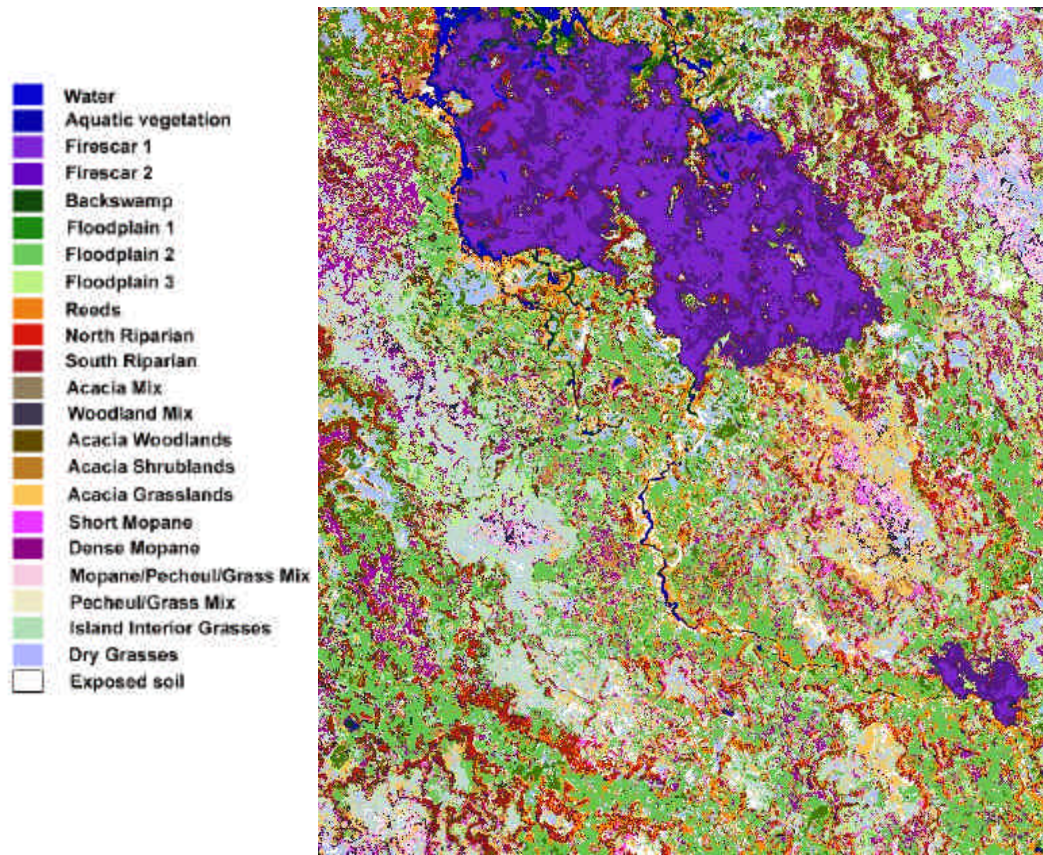 Water
Aquatic vegetation
Firescar 1
Firescar 2
Backswamp
Floodplain 1
Floodplain 2
Floodplain 3
Reeds
North Riparian
South Riparian
Acacia Mix
Woodland Mix
Acacia Woodlands
Acacia Shrublands
Acacia Grasslands
Short Mopane
Dense Mopane
Mopane/Pecheul/Grass Mix
Pecheul/Grass Mix
Island Interior Grasses
Dry Grasses
Exposed soil